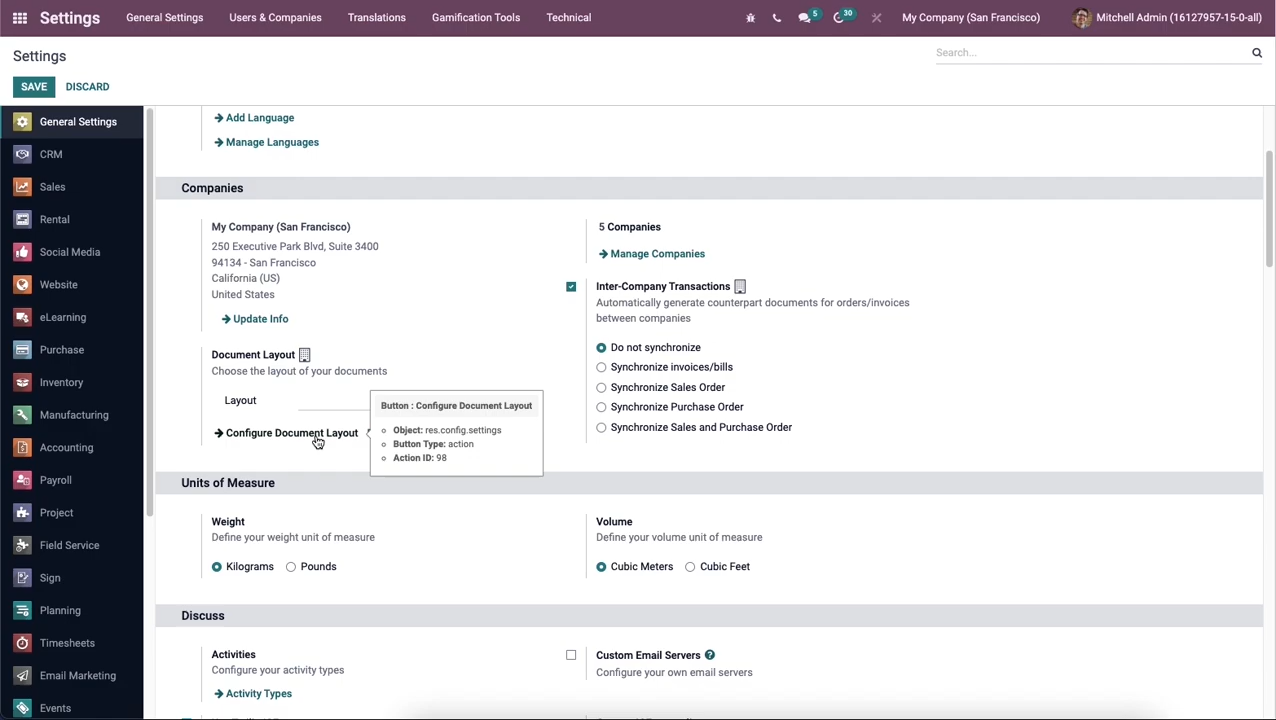 Settings General Settings Users & Companies Translations Gamification Tools Technical 5 30 My Company (San Francisco) Mitchell Admin (16127957-15-0-all)
Settings
Search...
SAVE DISCARD
General Settings
CRM
Sales
Rental
Social Media
Website
eLearning
Purchase
Inventory
Manufacturing
Accounting
Payroll
Project
Field Service
Sign
Planning
Timesheets
Email Marketing
Events
Add Language
Manage Languages
Companies
My Company (San Francisco)
250 Executive Park Blvd, Suite 3400
94134 - San Francisco
California (US)
United States
Update Info
5 Companies
Manage Companies
Inter-Company Transactions
Automatically generate counterpart documents for orders/invoices
between companies
Do not synchronize
Synchronize invoices/bills
Synchronize Sales Order
Synchronize Purchase Order
Synchronize Sales and Purchase Order
Document Layout
Choose the layout of your documents
Layout
Configure Document Layout
Button : Configure Document Layout
Object: res.config.settings
Button Type: action
Action ID: 98
Units of Measure
Weight
Define your weight unit of measure
Kilograms Pounds
Volume
Define your volume unit of measure
Cubic Meters Cubic Feet
Discuss
Activities
Configure your activity types
Activity Types
Custom Email Servers
Configure your own email servers